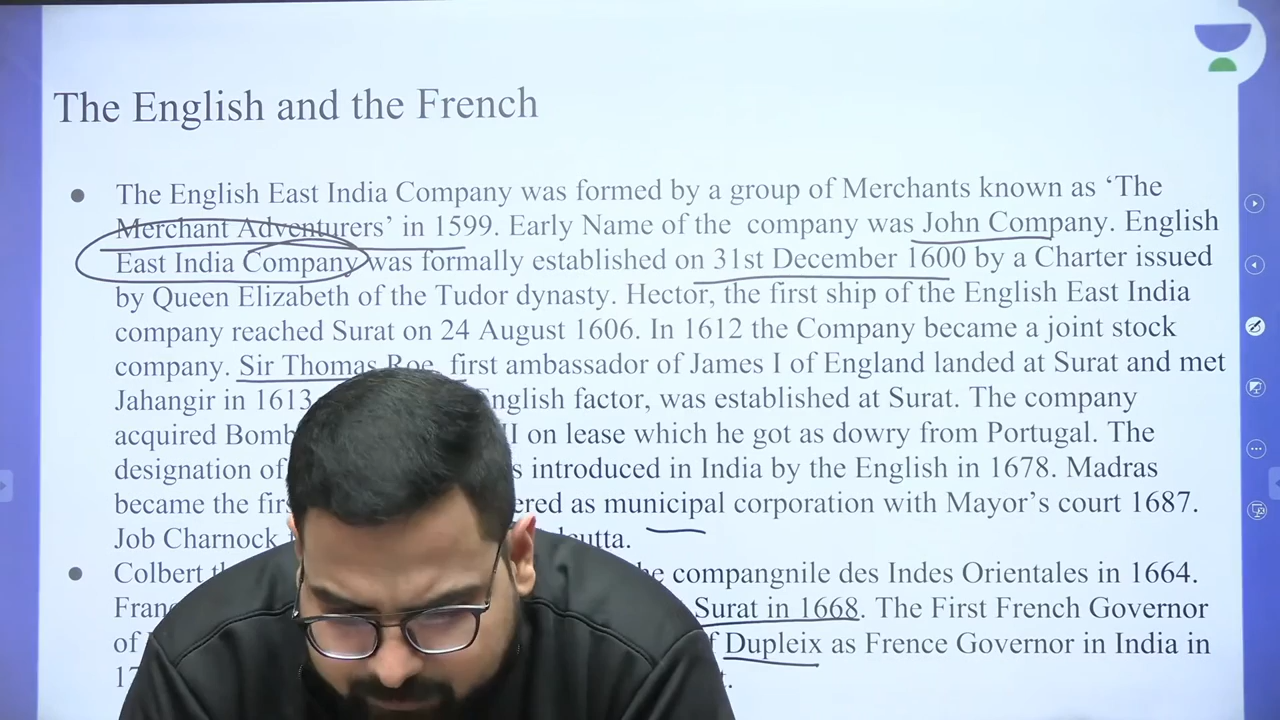 The English and the French
The English East India Company was formed by a group of Merchants known as ‘The
Merchant Adventurers’ in 1599. Early Name of the company was John Company. English
East India Company was formally established on 31st December 1600 by a Charter issued
by Queen Elizabeth of the Tudor dynasty. Hector, the first ship of the English East India
company reached Surat on 24 August 1606. In 1612 the Company became a joint stock
company. Sir Thomas Roe, first ambassador of James I of England landed at Surat and met
Jahangir in 1613 English factor, was established at Surat. The company
acquired on lease which he got as dowry from Portugal. The
designation of introduced in India by the English in 1678. Madras
became the as municipal corporation with Mayor’s court 1687.
Job Charnock
Colbert compangnile des Indes Orientales in 1664.
Surat in 1668. The First French Governor
of Dupleix as Frence Governor in India in